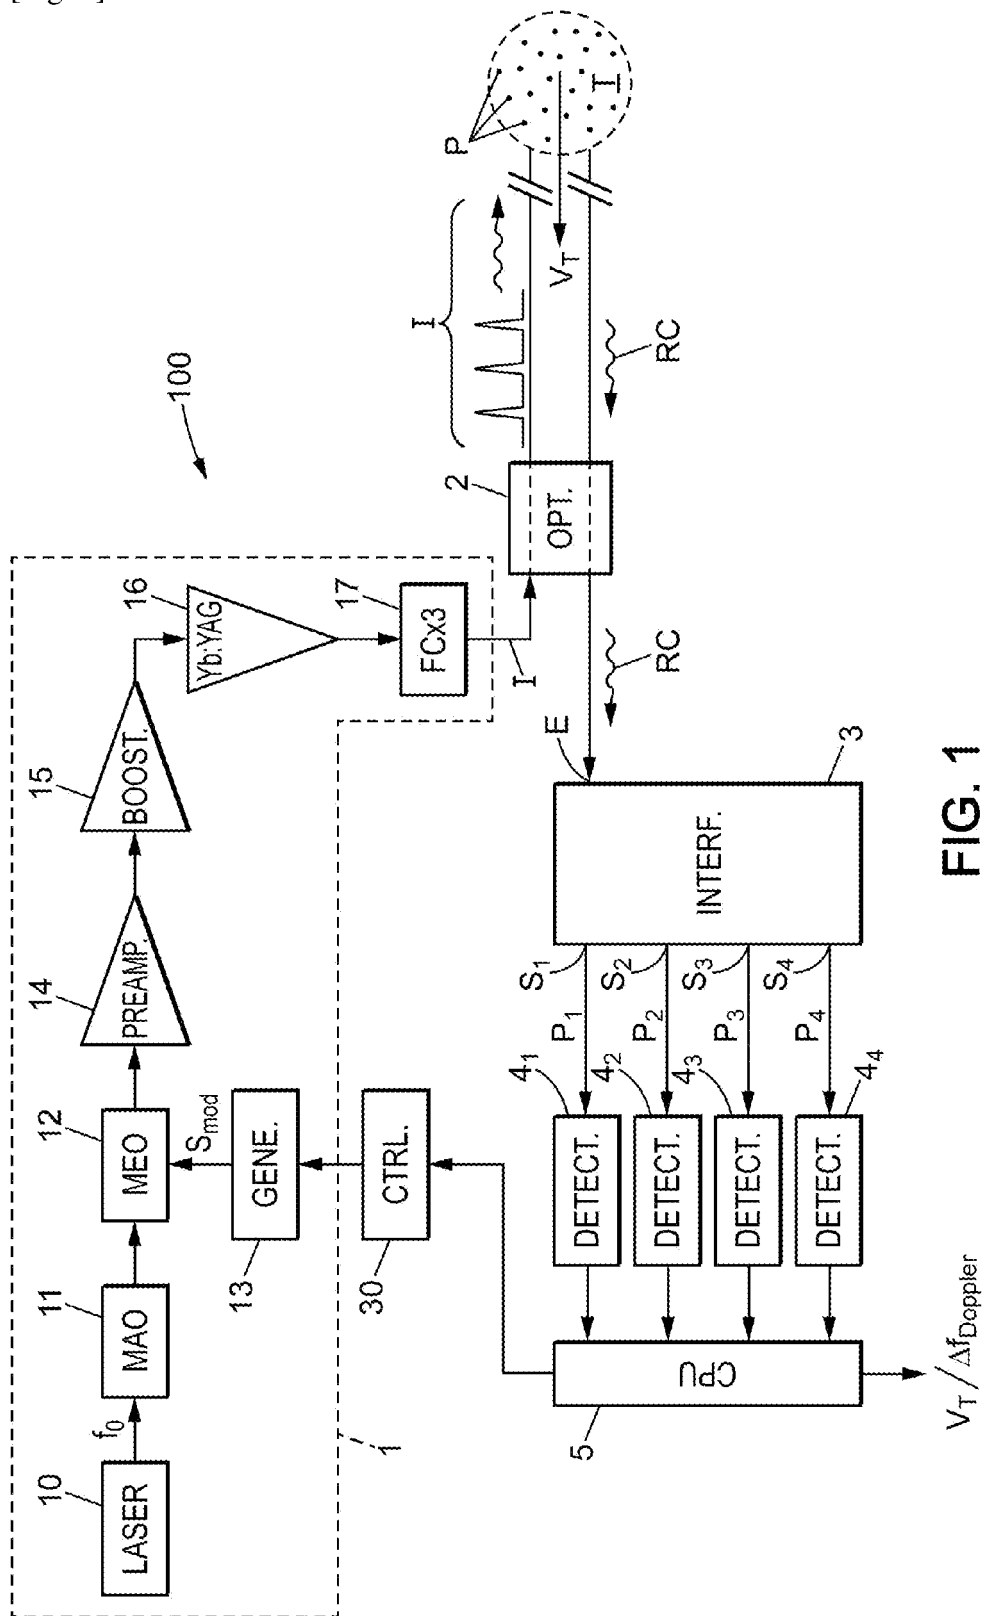 100
10
LASER
f0
11
MAO
12
MEO
14
PREAMP.
15
BOOST.
16
Yb:YAG
17
FCx3
I
Smod
13
GENE.
30
CTRL.
1
2
OPT.
I
P
T
VT
RC
RC
E
3
INTERF.
S1
S2
S3
S4
P1
P2
P3
P4
41
42
43
44
DETECT.
DETECT.
DETECT.
DETECT.
5
CPU
VT / ΔfDoppler
FIG. 1